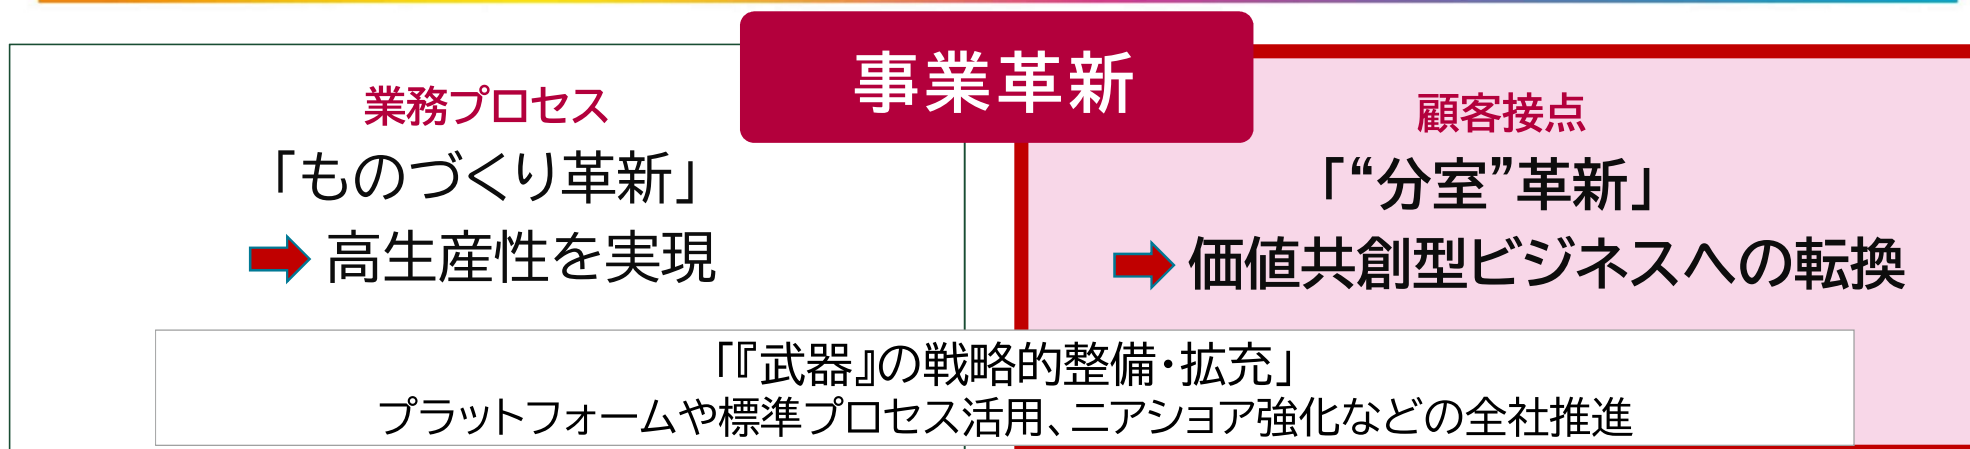 事業革新
業務プロセス
「ものづくり革新」
高生産性を実現
顧客接点
「“分室”革新」
価値共創型ビジネスへの転換
「『武器』の戦略的整備・拡充」
プラットフォームや標準プロセス活用、ニアショア強化などの全社推進